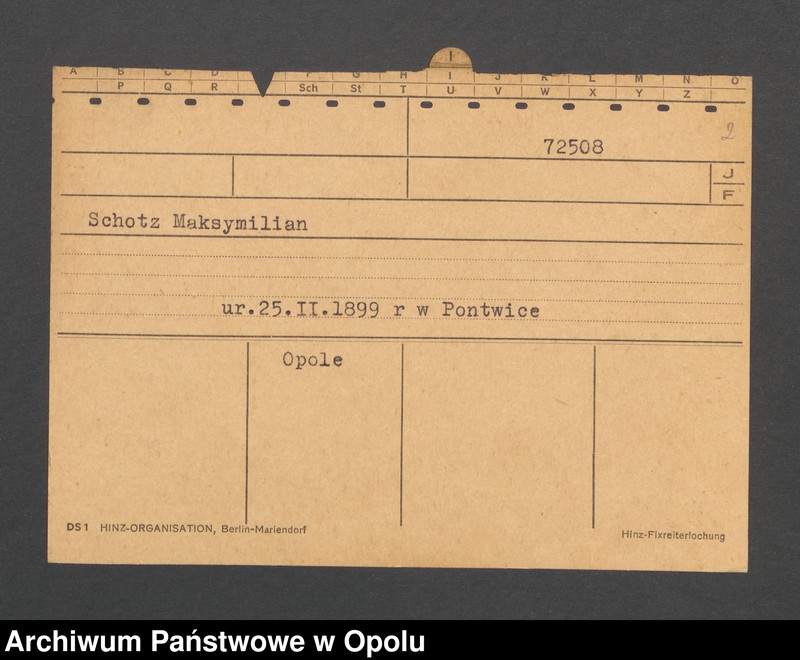 I
A B C D F G H I J K L M N O
P Q R Sch St T U V W X Y Z
2
72508
J
F
Schotz Maksymilian
ur.25.II.1899 r w Pontwice
Opole
DS1 HINZ-ORGANISATION, Berlin-Mariendorf
Hinz-Fixreiterlochung
Archiwum Państwowe w Opolu